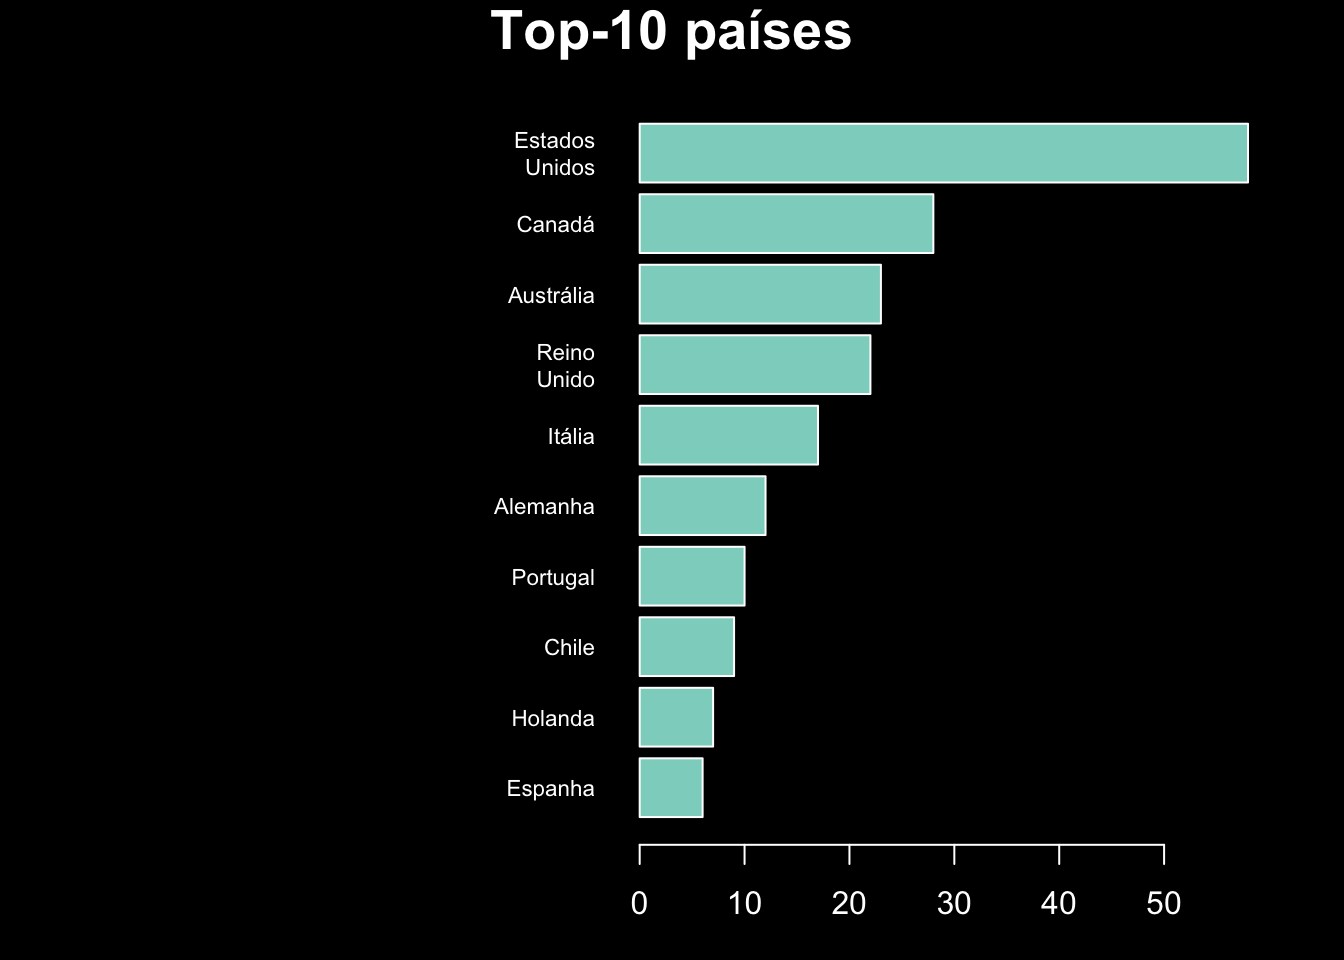 Top-10 países
Estados
Unidos
Canadá
Austrália
Reino
Unido
Itália
Alemanha
Portugal
Chile
Holanda
Espanha
0 10 20 30 40 50